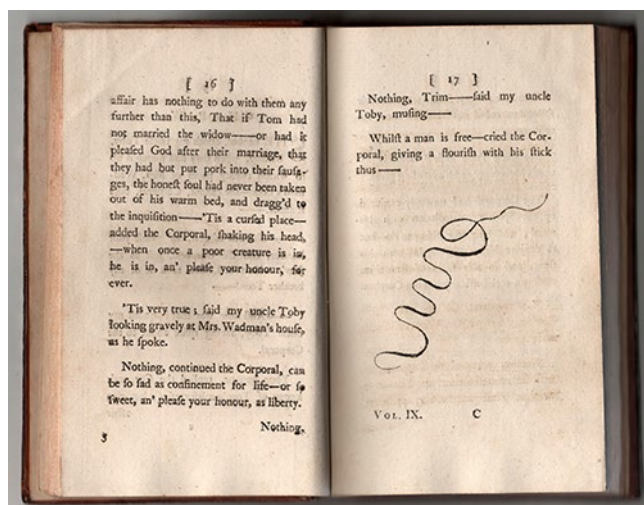 [ 16 ]
affair has nothing to do with them any
further than this, That if Tom had
not married the widow——or had it
pleaſed God after their marriage, that
they had but put pork into their ſauſa-
ges, the honeſt ſoul had never been taken
out of his warm bed, and dragg'd to
the inquiſition——'Tis a curſed place—
added the Corporal, ſhaking his head,
—when once a poor creature is in,
he is in, an' pleaſe your honour, for
ever.
'Tis very true; ſaid my uncle Toby
looking gravely at Mrs. Wadman's houſe,
as he ſpoke.
Nothing, continued the Corporal, can
be ſo ſad as confinement for life—or ſo
ſweet, an' pleaſe your honour, as liberty.
Nothing,
3
[ 17 ]
Nothing, Trim——ſaid my uncle
Toby, muſing——
Whilſt a man is free—cried the Cor-
poral, giving a flouriſh with his ſtick
thus——
VOL. IX. C